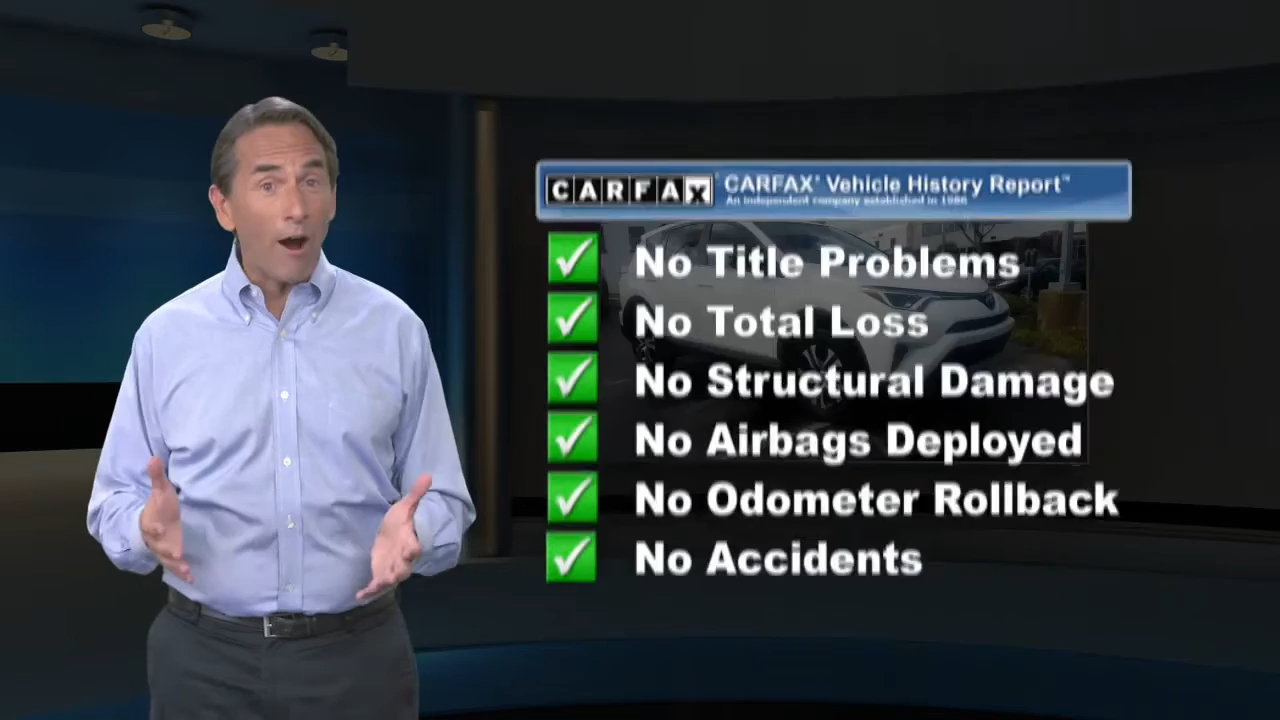 CARFAX
CARFAX® Vehicle History Report™
An independent company established in 1986
No Title Problems
No Total Loss
No Structural Damage
No Airbags Deployed
No Odometer Rollback
No Accidents